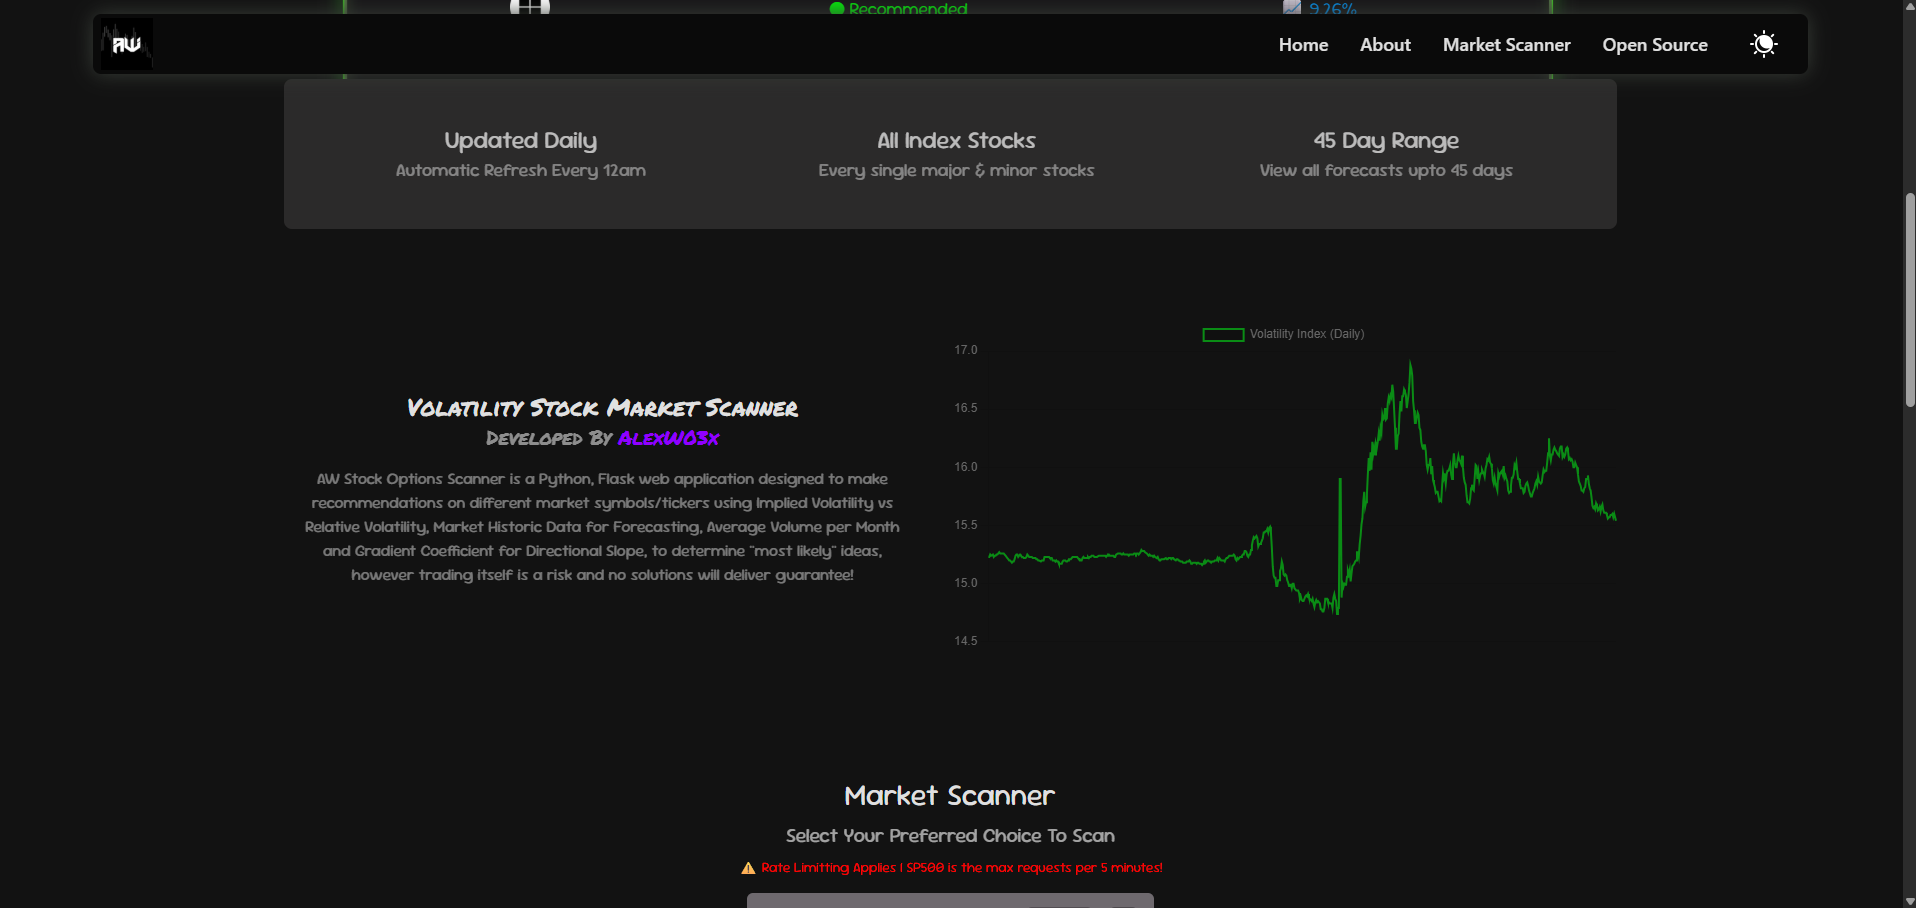 Recommended
9.26%
AW
Home
About
Market Scanner
Open Source
Updated Daily
Automatic Refresh Every 12am
All Index Stocks
Every single major & minor stocks
45 Day Range
View all forecasts upto 45 days
Volatility Stock Market Scanner
Developed By AlexW03x
AW Stock Options Scanner is a Python, Flask web application designed to make
recommendations on different market symbols/tickers using Implied Volatility vs
Relative Volatility, Market Historic Data for Forecasting, Average Volume per Month
and Gradient Coefficient for Directional Slope, to determine "most likely" ideas,
however trading itself is a risk and no solutions will deliver guarantee!
Volatility Index (Daily)
17.0
16.5
16.0
15.5
15.0
14.5
Market Scanner
Select Your Preferred Choice To Scan
⚠ Rate Limitting Applies | SP500 is the max requests per 5 minutes!